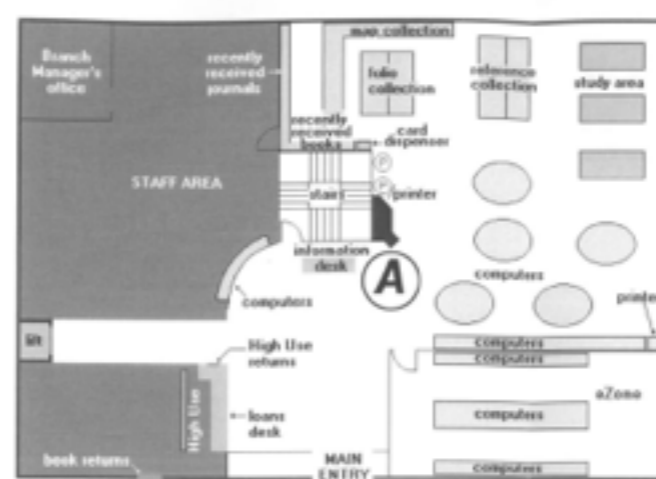 map collection
Branch
Manager's
office
recently
received
journals
folio
collection
reference
collection
study area
recently
received
books
card
dispenser
P
STAFF AREA
stairs
P
printer
information
desk
A
computers
computers
printer
lift
High Use
returns
computers
computers
eZone
High Use
loans
desk
computers
book returns
MAIN
ENTRY
computers